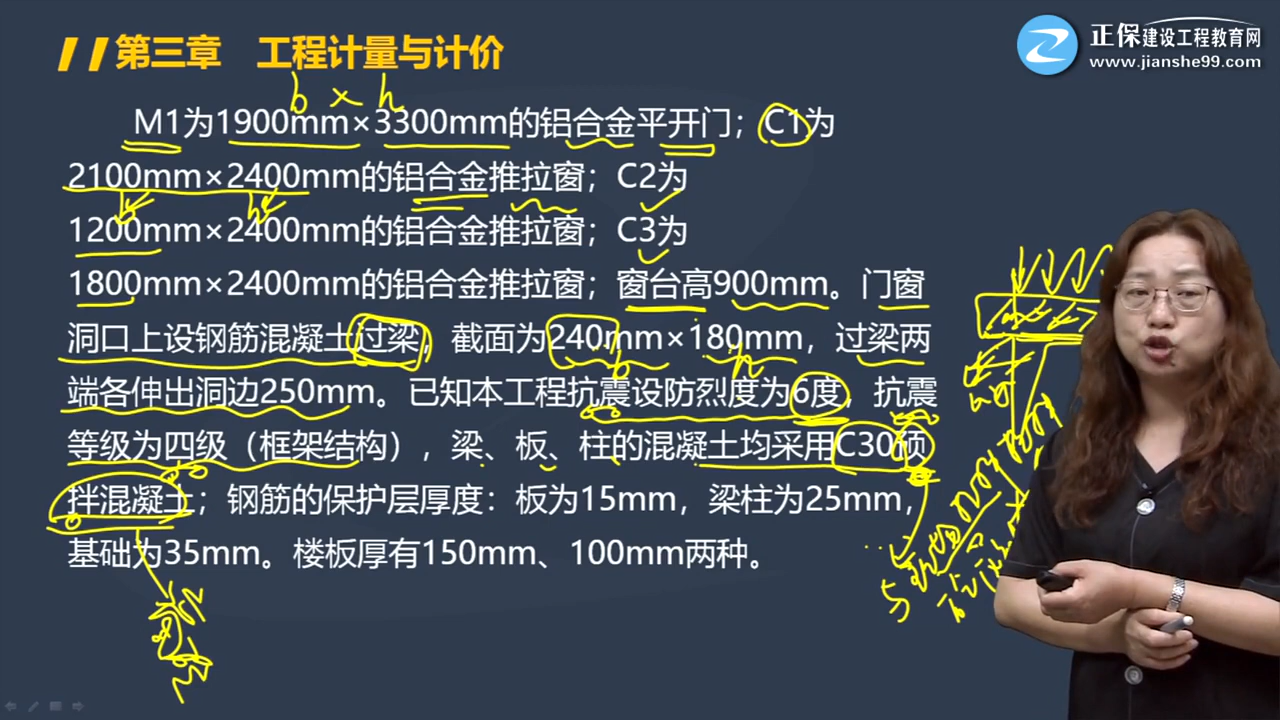 第三章 工程计量与计价
正保建设工程教育网
www.jianshe99.com
b × h
M1为1900mm×3300mm的铝合金平开门；C1为
2100mm×2400mm的铝合金推拉窗；C2为
b h
1200mm×2400mm的铝合金推拉窗；C3为
1800mm×2400mm的铝合金推拉窗；窗台高900mm。门窗
洞口上设钢筋混凝土过梁，截面为240mm×180mm，过梁两
b h
端各伸出洞边250mm。已知本工程抗震设防烈度为6度，抗震
等级为四级（框架结构），梁、板、柱的混凝土均采用C30预
拌混凝土；钢筋的保护层厚度：板为15mm，梁柱为25mm，
基础为35mm。楼板厚有150mm、100mm两种。